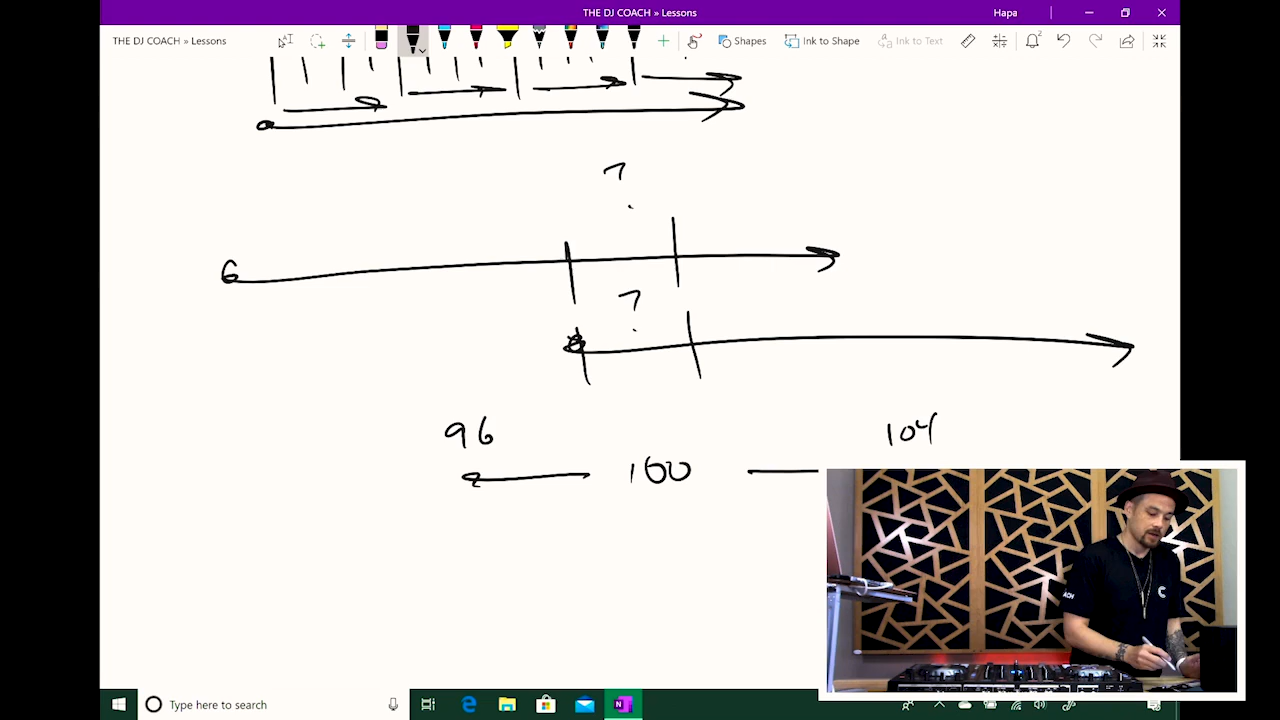 THE DJ COACH » Lessons
Hapa
THE DJ COACH » Lessons
Shapes
Ink to Shape
Ink to Text
?
?
96
104
100
Type here to search